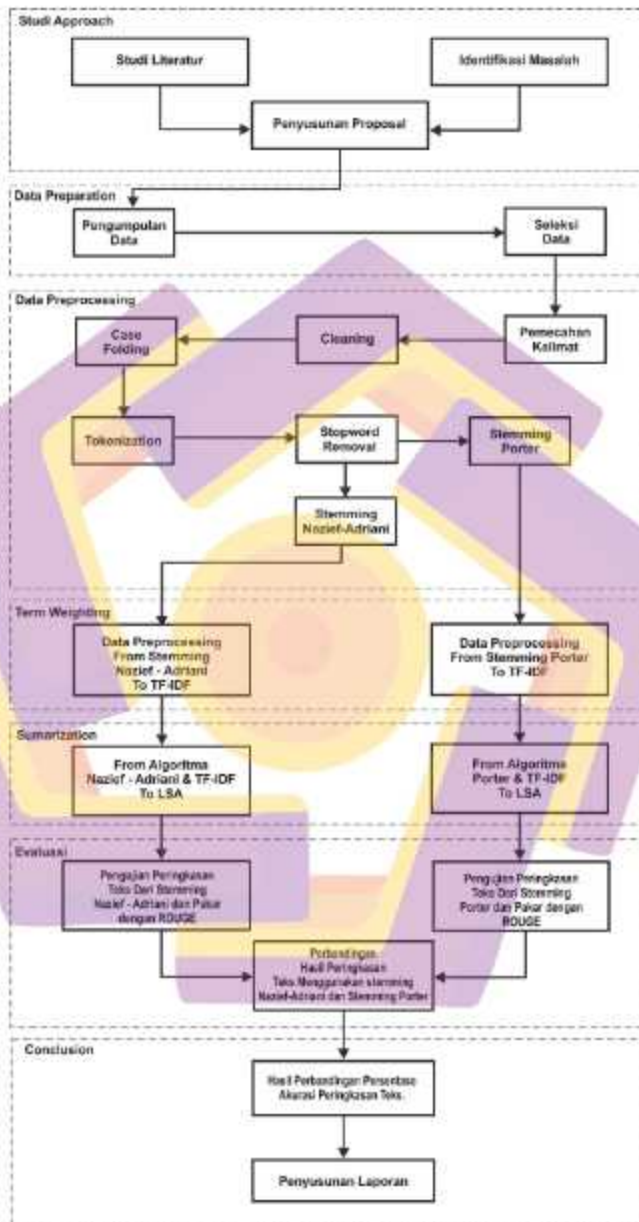 Studi Approach
Studi Literatur
Identifikasi Masalah
Penyusunan Proposal
Data Preparation
Pungumpulan
Data
Seleksi
Data
Data Preprocessing
Case
Folding
Cleaning
Pemecahan
Kalimat
Tokenization
Stopword
Removal
Stemming
Porter
Stemming
Nazief-Adriani
Term Weighting
Data Preprocessing
From Stemming
Nazief - Adriani
To TF-IDF
Data Preprocessing
From Stemming Porter
To TF-IDF
Sumarization
From Algoritma
Nazief - Adriani & TF-IDF
To LSA
From Algoritma
Porter & TF-IDF
To LSA
Evaluasi
Pengajian Peringkasan
Teks Dari Stemming
Nazief - Adriani dan Pakar
dengan ROUGE
Pengujian Peringkasan
Teks Dari Stemming
Porter dan Pakar dengan
ROUGE
Perbandingan
Hasil Peringkasan
Teks Menggunakan stemming
Nazief-Adriani dan Stemming Porter
Conclusion
Hasil Perbandingan Persentase
Akurasi Peringkasan Teks.
Penyusunan Laporan